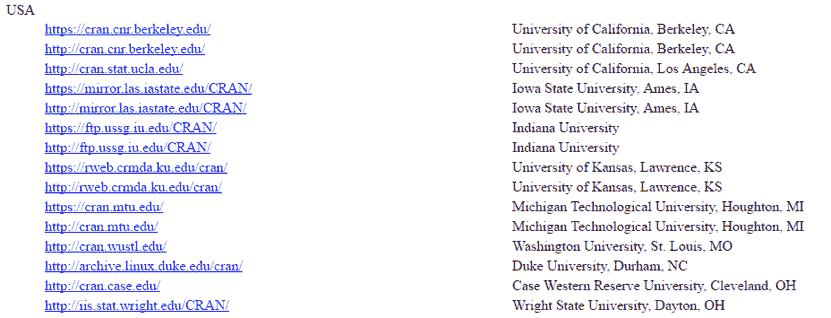 USA
https://cran.cnr.berkeley.edu/ University of California, Berkeley, CA
http://cran.cnr.berkeley.edu/ University of California, Berkeley, CA
http://cran.stat.ucla.edu/ University of California, Los Angeles, CA
https://mirror.las.iastate.edu/CRAN/ Iowa State University, Ames, IA
http://mirror.las.iastate.edu/CRAN/ Iowa State University, Ames, IA
https://ftp.ussg.iu.edu/CRAN/ Indiana University
http://ftp.ussg.iu.edu/CRAN/ Indiana University
https://rweb.crmda.ku.edu/cran/ University of Kansas, Lawrence, KS
http://rweb.crmda.ku.edu/cran/ University of Kansas, Lawrence, KS
https://cran.mtu.edu/ Michigan Technological University, Houghton, MI
http://cran.mtu.edu/ Michigan Technological University, Houghton, MI
http://cran.wustl.edu/ Washington University, St. Louis, MO
http://archive.linux.duke.edu/cran/ Duke University, Durham, NC
http://cran.case.edu/ Case Western Reserve University, Cleveland, OH
http://iis.stat.wright.edu/CRAN/ Wright State University, Dayton, OH